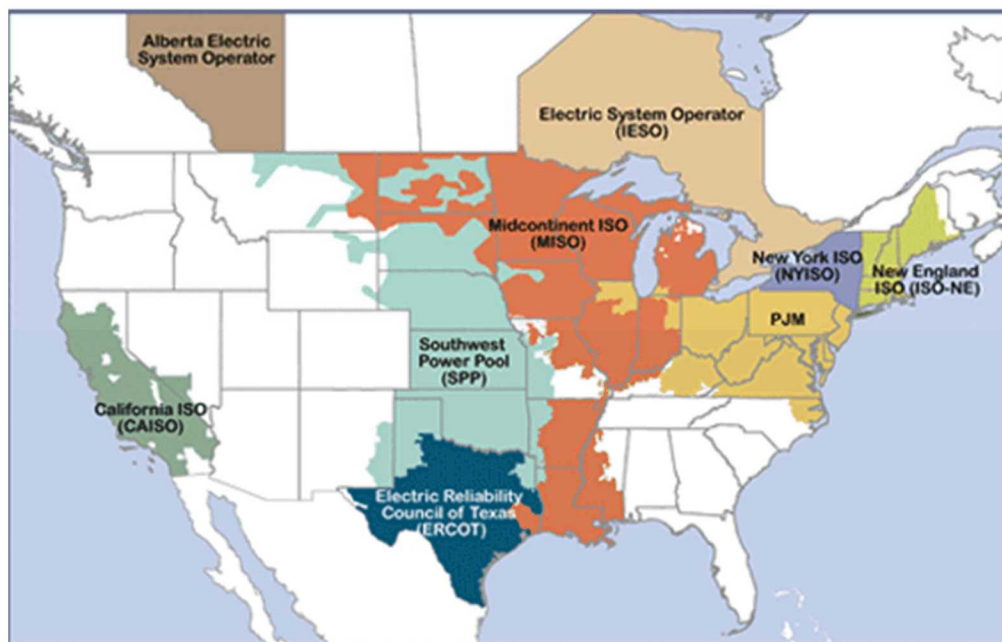 Alberta Electric
System Operator
Electric System Operator
(IESO)
Midcontinent ISO
(MISO)
New York ISO
(NYISO)
New England
ISO (ISO-NE)
PJM
Southwest
Power Pool
(SPP)
California ISO
(CAISO)
Electric Reliability
Council of Texas
(ERCOT)